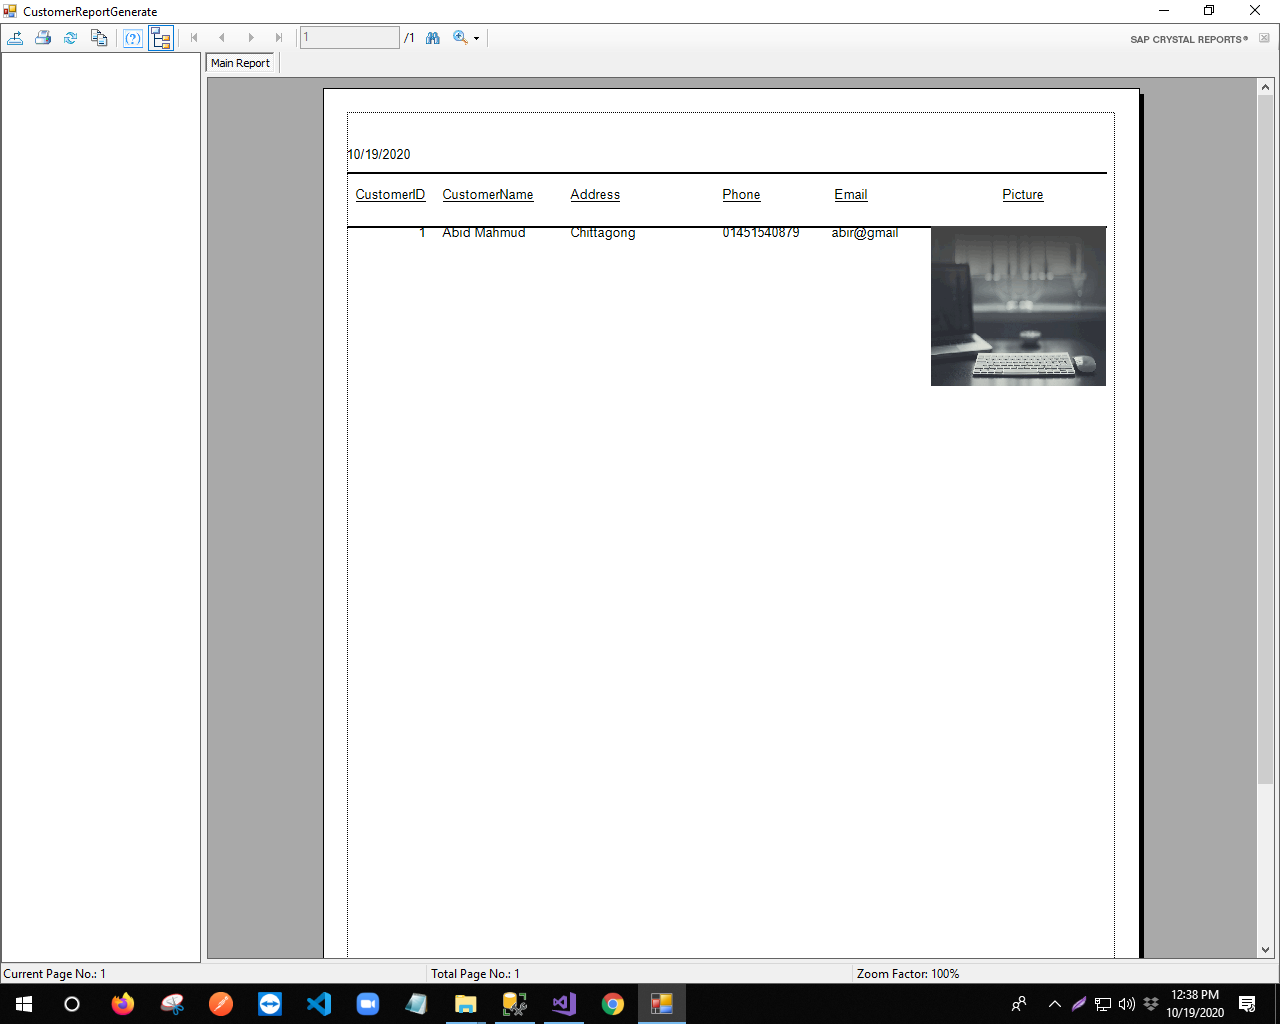 CustomerReportGenerate
1 /1
SAP CRYSTAL REPORTS®
Main Report
10/19/2020
CustomerID CustomerName Address Phone Email Picture
1 Abid Mahmud Chittagong 01451540879 abir@gmail
Current Page No.: 1 Total Page No.: 1 Zoom Factor: 100%
12:38 PM
10/19/2020